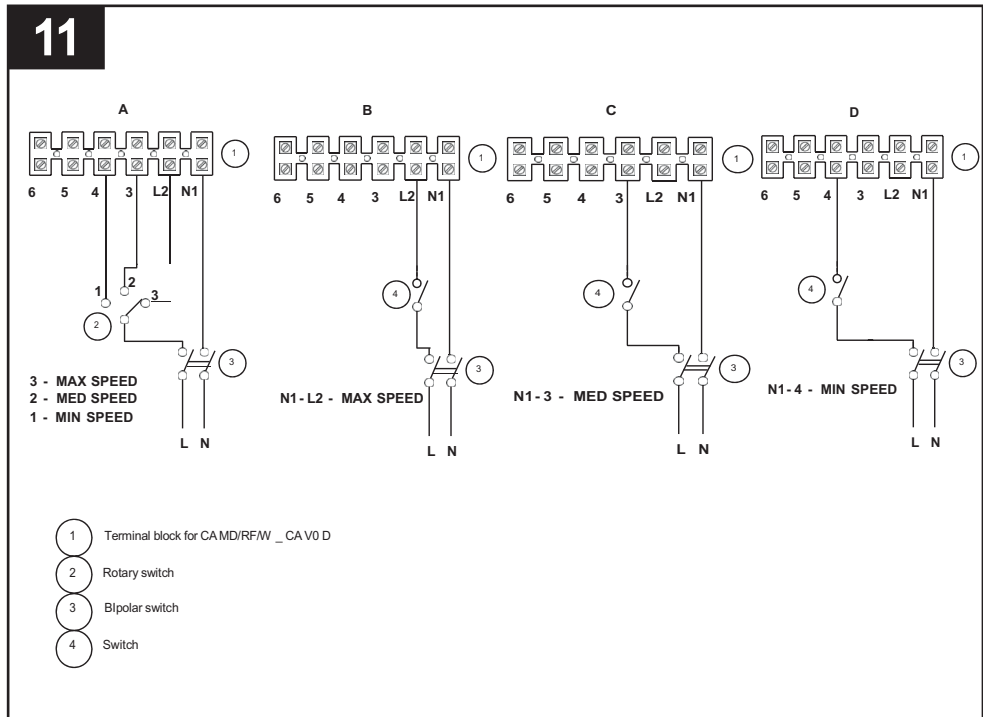 11
A
B
C
D
1
1
1
1
6 5 4 3 L2 N1
6 5 4 3 L2 N1
6 5 4 3 L2 N1
6 5 4 3 L2 N1
1 2 3
2
3
4
3
4
3
4
3
3 - MAX SPEED
2 - MED SPEED
1 - MIN SPEED
N1-L2 - MAX SPEED
N1-3 - MED SPEED
N1-4 - MIN SPEED
L N
L N
L N
L N
1 Terminal block for CA MD/RF/W _ CA V0 D
2 Rotary switch
3 BIpolar switch
4 Switch